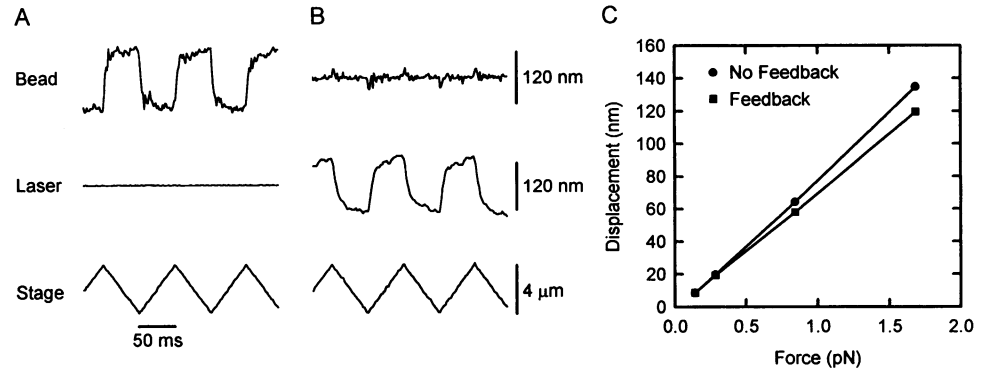 A
Bead
Laser
Stage
50 ms
B
120 nm
120 nm
4 μm
C
Displacement (nm)
160
140
120
100
80
60
40
20
0
No Feedback
Feedback
0.0 0.5 1.0 1.5 2.0
Force (pN)